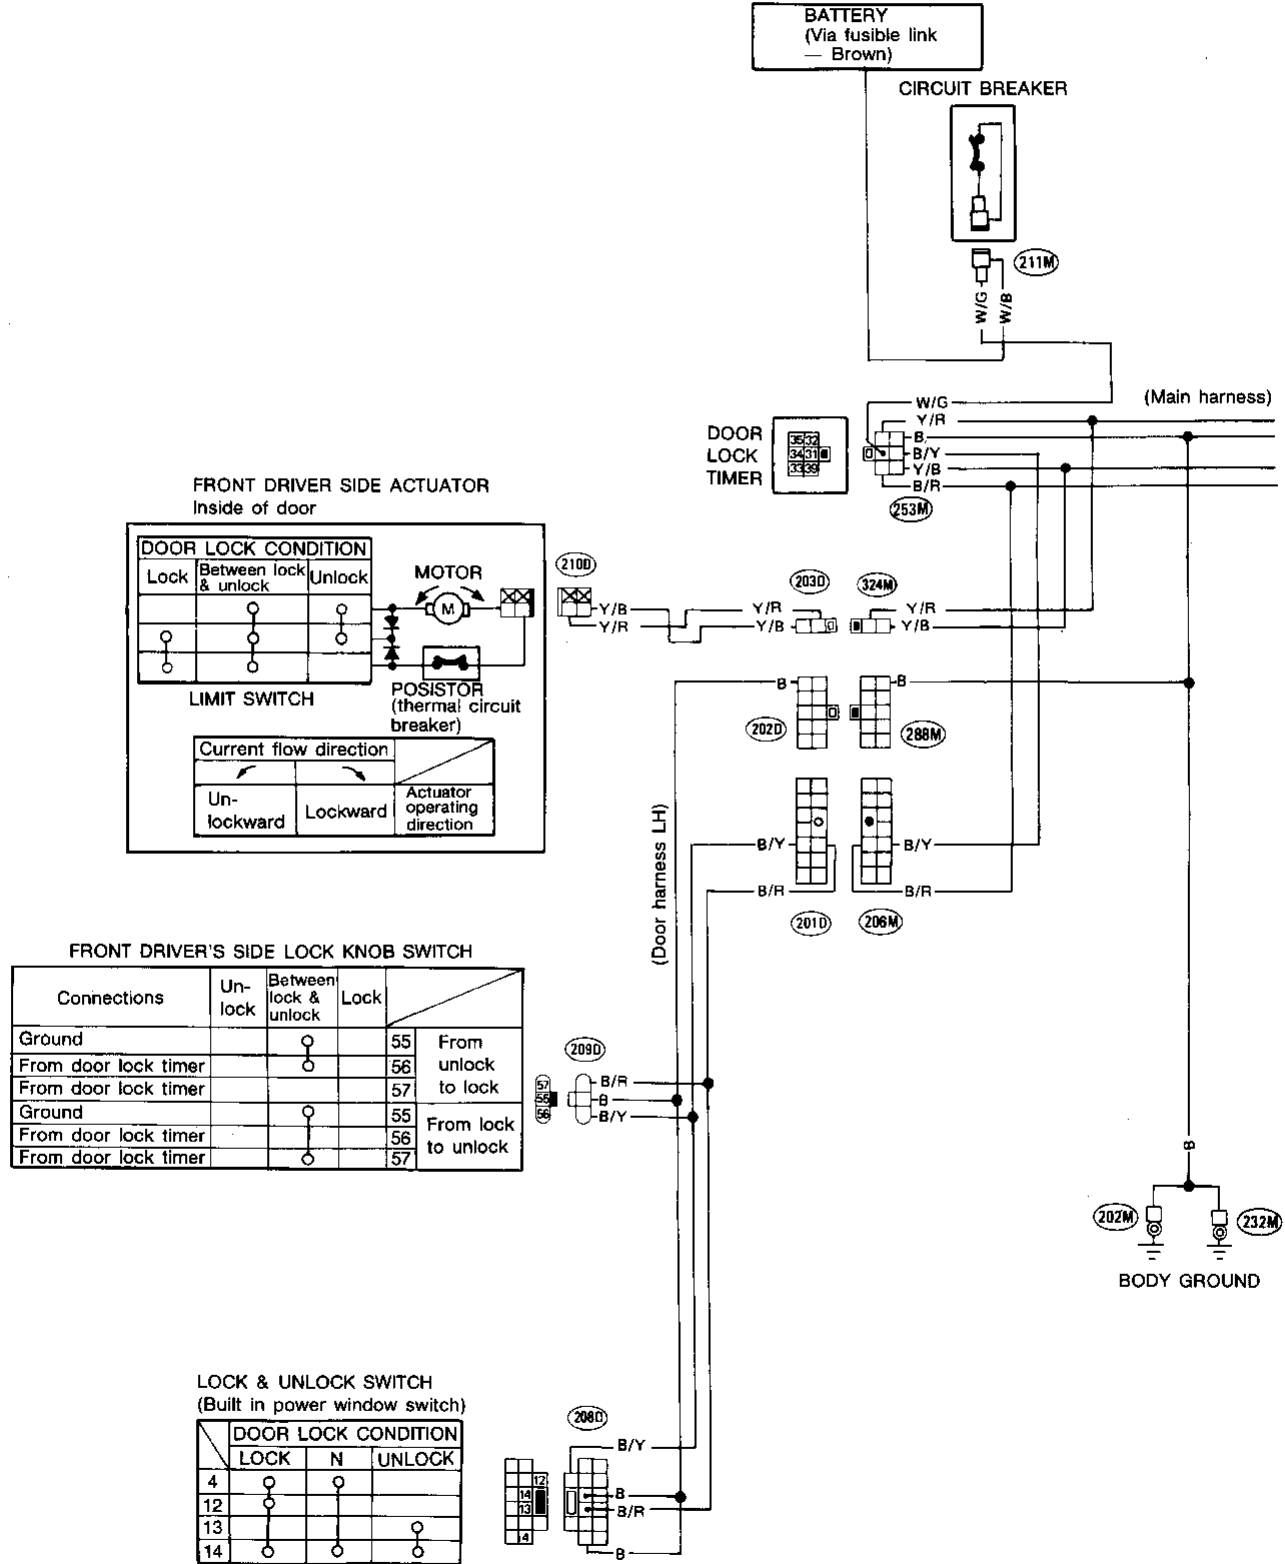 BATTERY
(Via fusible link
— Brown)
CIRCUIT BREAKER
211M
W/G
W/B
(Main harness)
W/G
Y/R
B
B/Y
Y/B
B/R
DOOR
LOCK
TIMER
35 32
34 31
33 39
253M
FRONT DRIVER SIDE ACTUATOR
Inside of door
DOOR LOCK CONDITION
Lock
Between lock
& unlock
Unlock
MOTOR
M
LIMIT SWITCH
POSISTOR
(thermal circuit
breaker)
Current flow direction
Un-
lockward
Lockward
Actuator
operating
direction
210D
Y/B
Y/R
203D
324M
Y/R
Y/B
Y/R
Y/B
B
B
202D
288M
(Door harness LH)
B/Y
B/R
B/Y
B/R
201D
206M
FRONT DRIVER'S SIDE LOCK KNOB SWITCH
Connections
Un-
lock
Between
lock &
unlock
Lock
Ground 55
From door lock timer 56
From door lock timer 57
From
unlock
to lock
Ground 55
From door lock timer 56
From door lock timer 57
From lock
to unlock
209D
57
55
56
B/R
B
B/Y
B
202M
232M
BODY GROUND
LOCK & UNLOCK SWITCH
(Built in power window switch)
DOOR LOCK CONDITION
LOCK N UNLOCK
4
12
13
14
208D
12
14
13
4
B/Y
B
B/R
B